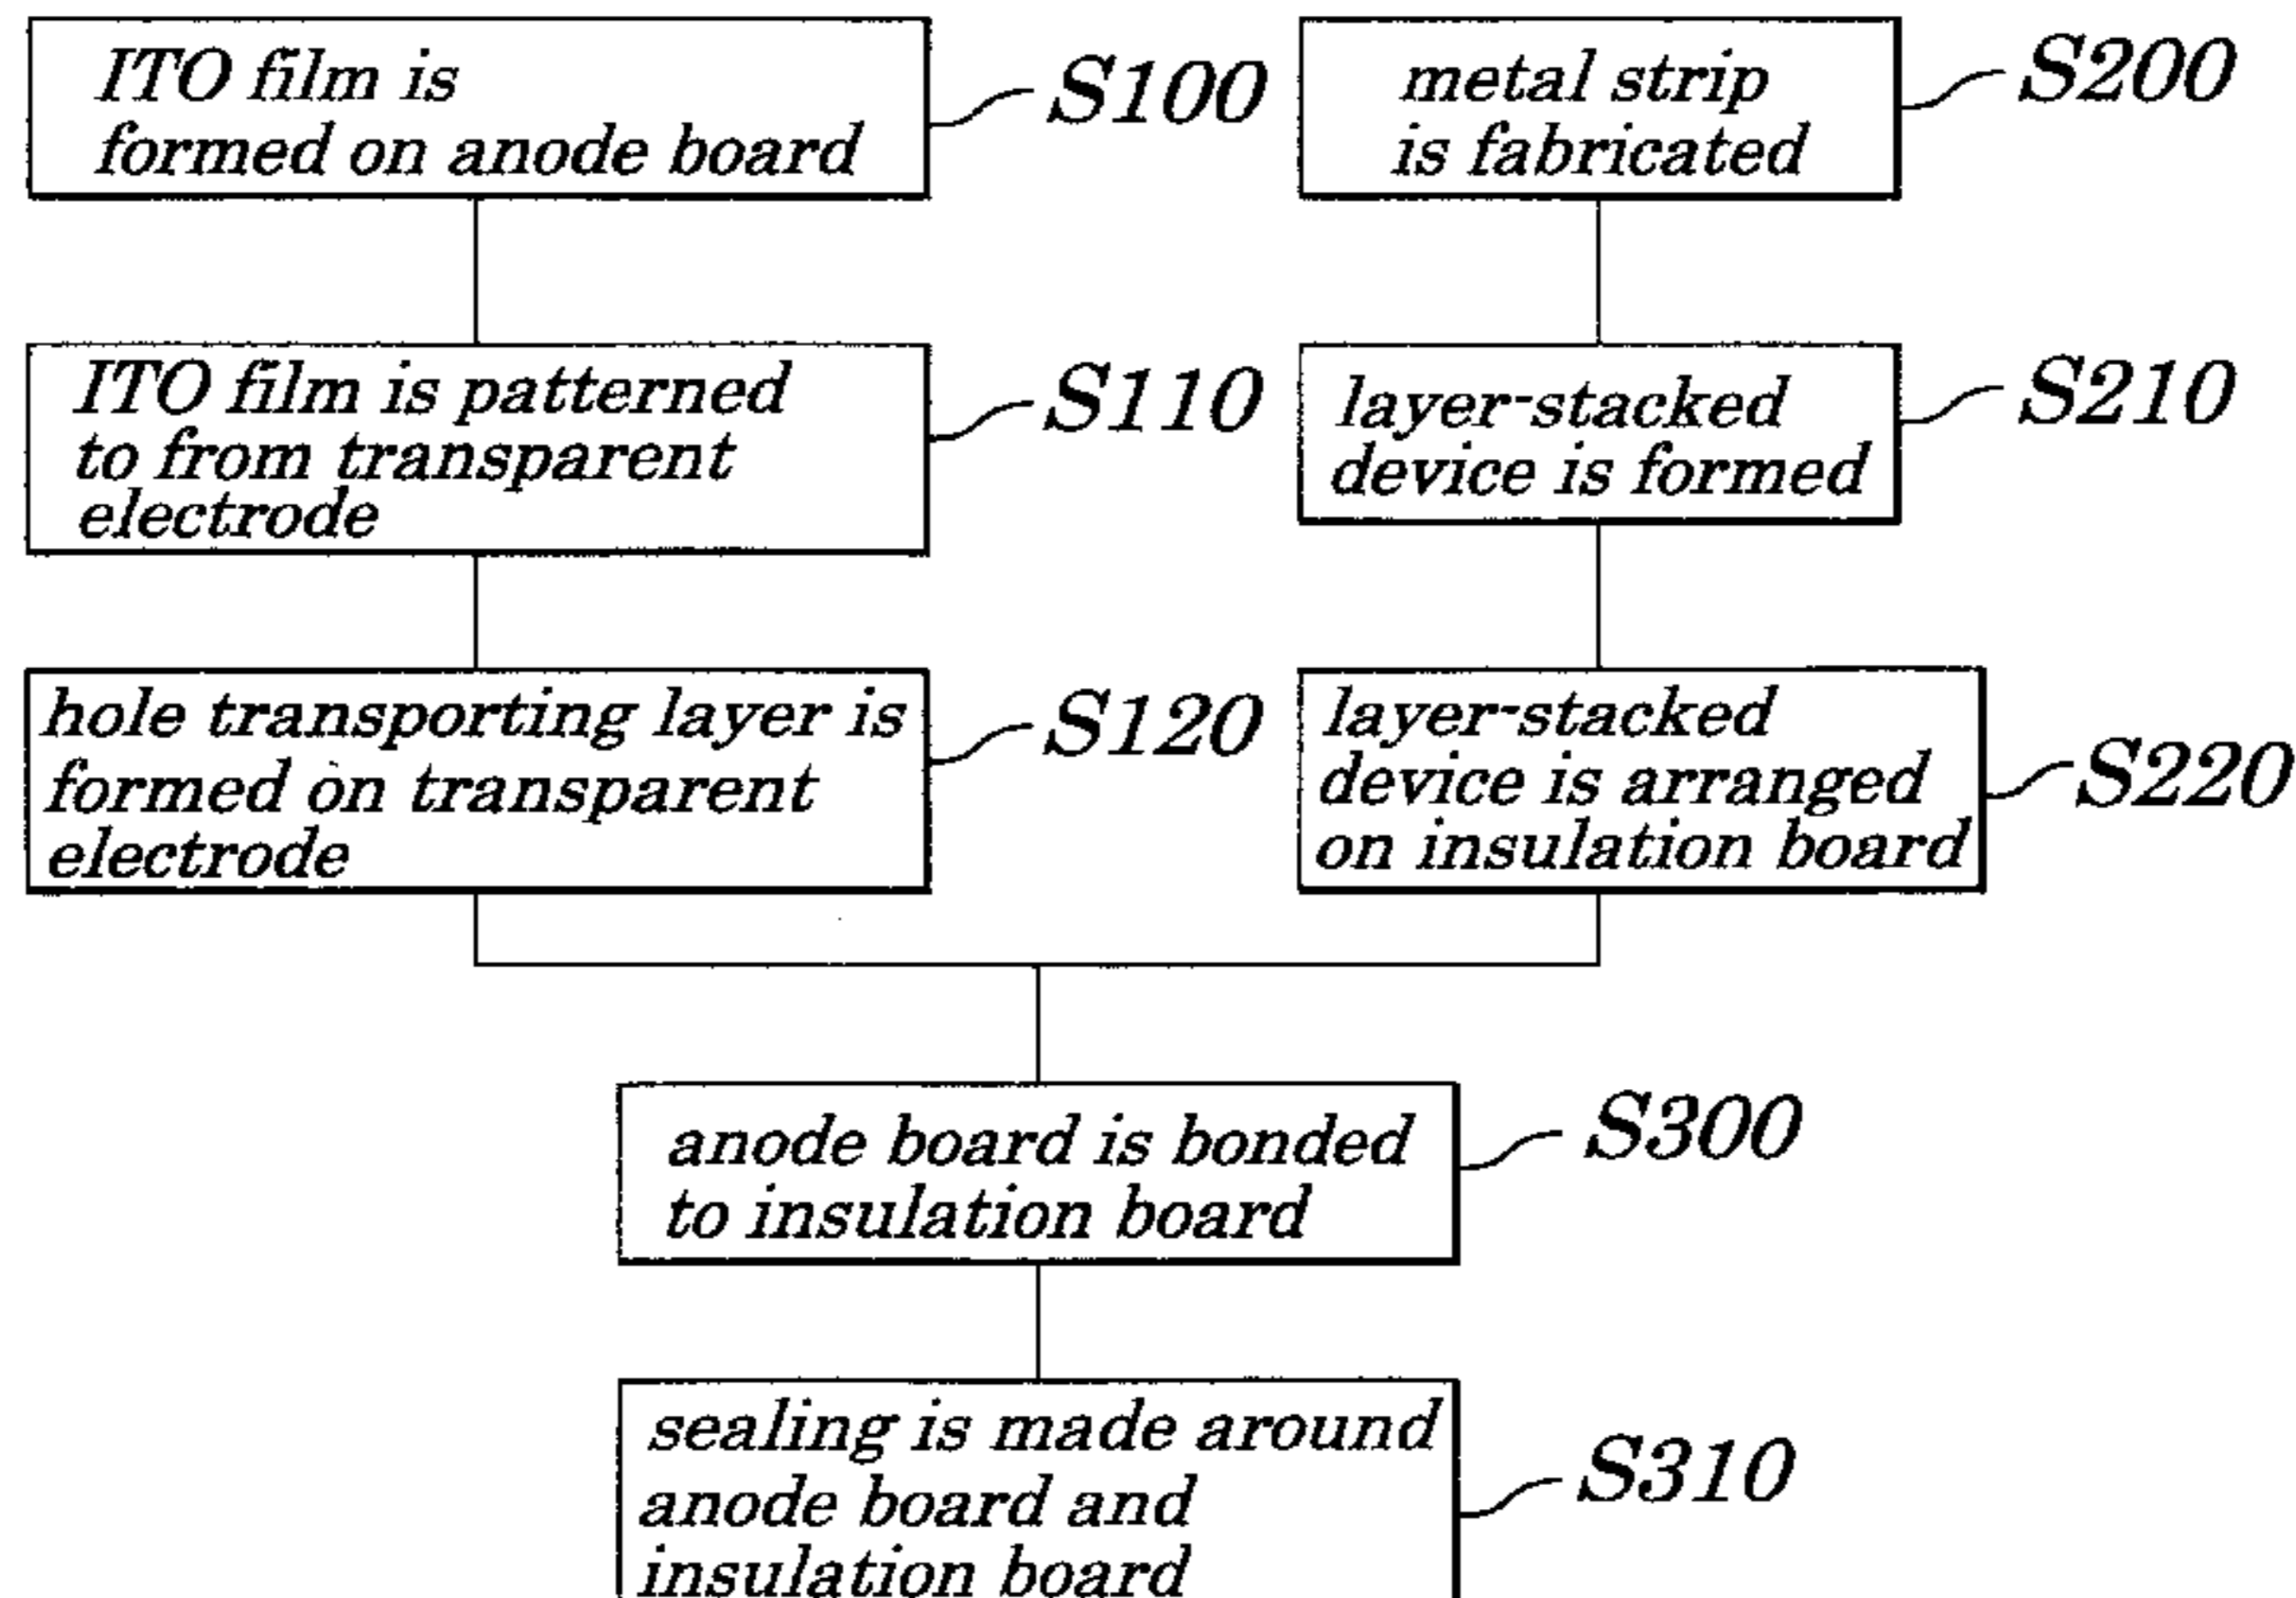 ITO film is
formed on anode board
S100
ITO film is patterned
to from transparent
electrode
S110
hole transporting layer is
formed on transparent
electrode
S120
metal strip
is fabricated
S200
layer-stacked
device is formed
S210
layer-stacked
device is arranged
on insulation board
S220
anode board is bonded
to insulation board
S300
sealing is made around
anode board and
insulation board
S310